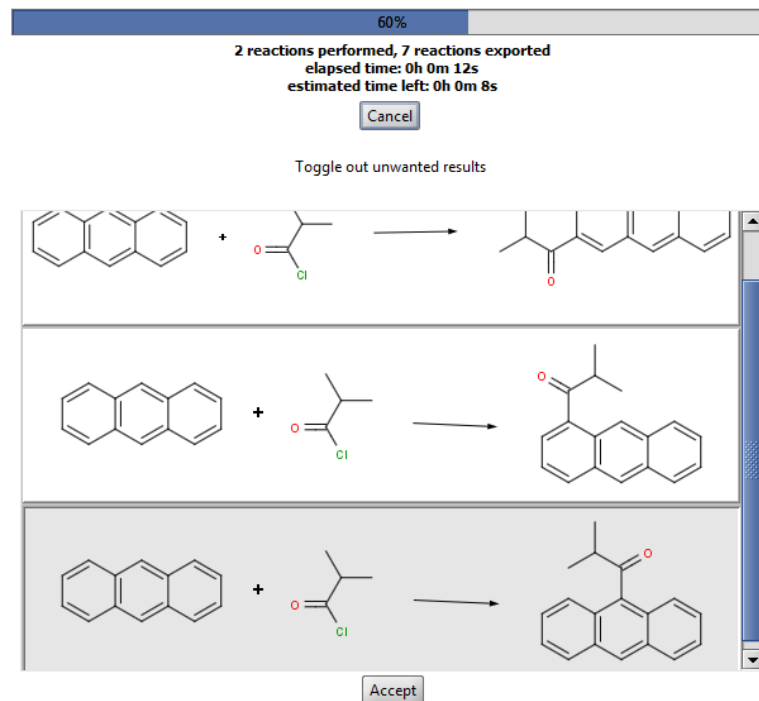 60%
2 reactions performed, 7 reactions exported
elapsed time: 0h 0m 12s
estimated time left: 0h 0m 8s
Cancel
Toggle out unwanted results
+
O
Cl
O
O
+
O
Cl
O
+
O
Cl
Accept